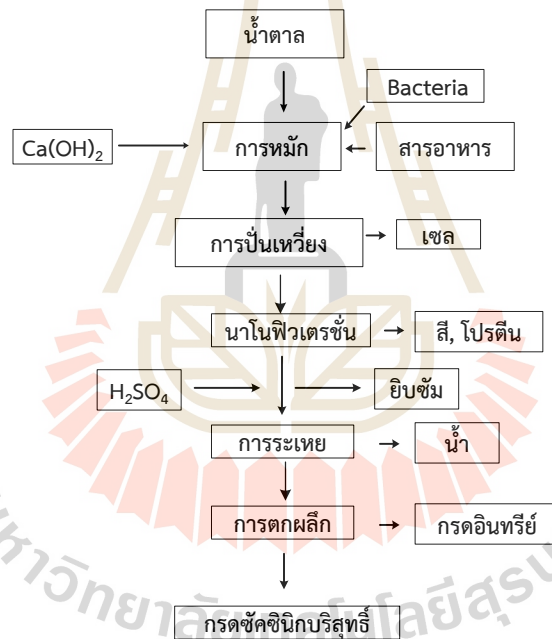 น้ำตาล
Bacteria
Ca(OH)₂
การหมัก
สารอาหาร
การปั่นเหวี่ยง
เซล
นาโนฟิวเตรชั่น
สี, โปรตีน
H₂SO₄
ยิบซัม
การระเหย
น้ำ
การตกผลึก
กรดอินทรีย์
กรดซัคซินิกบริสุทธิ์